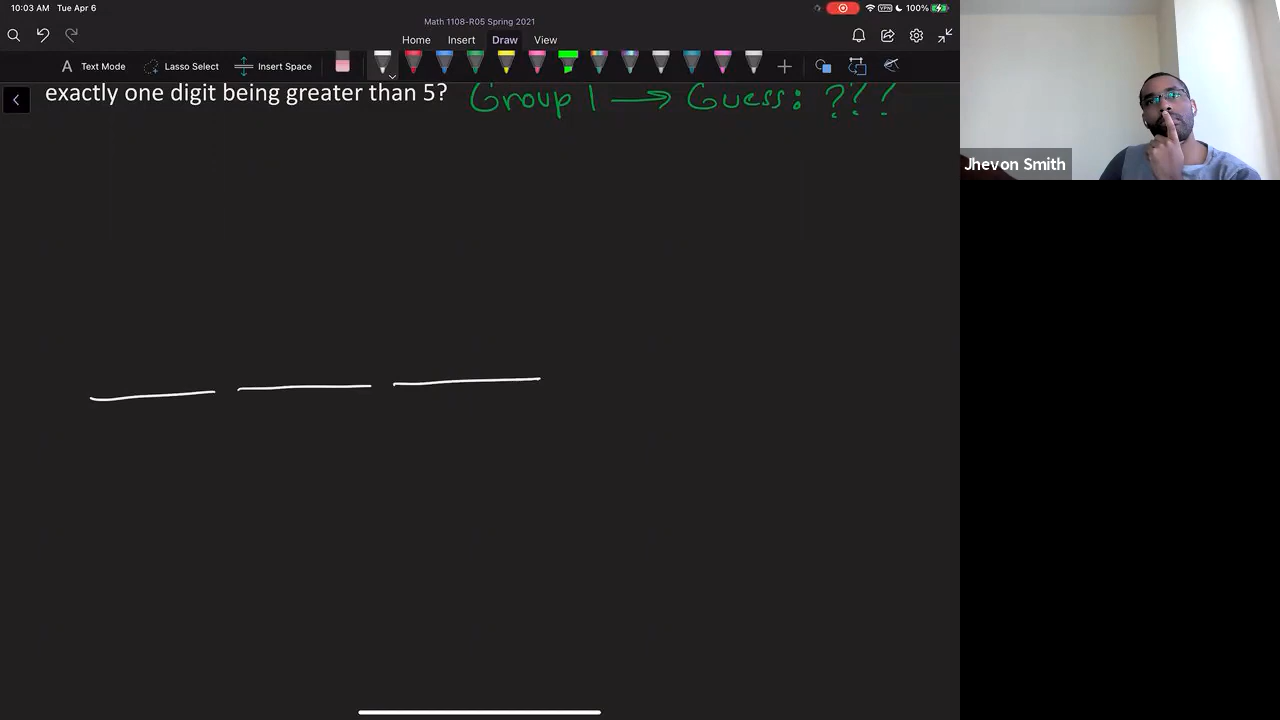 10:03 AM Tue Apr 6
VPN 100%
Math 1108-R05 Spring 2021
Home Insert Draw View
A Text Mode Lasso Select Insert Space
exactly one digit being greater than 5? Group 1 → Guess: ???
Jhevon Smith